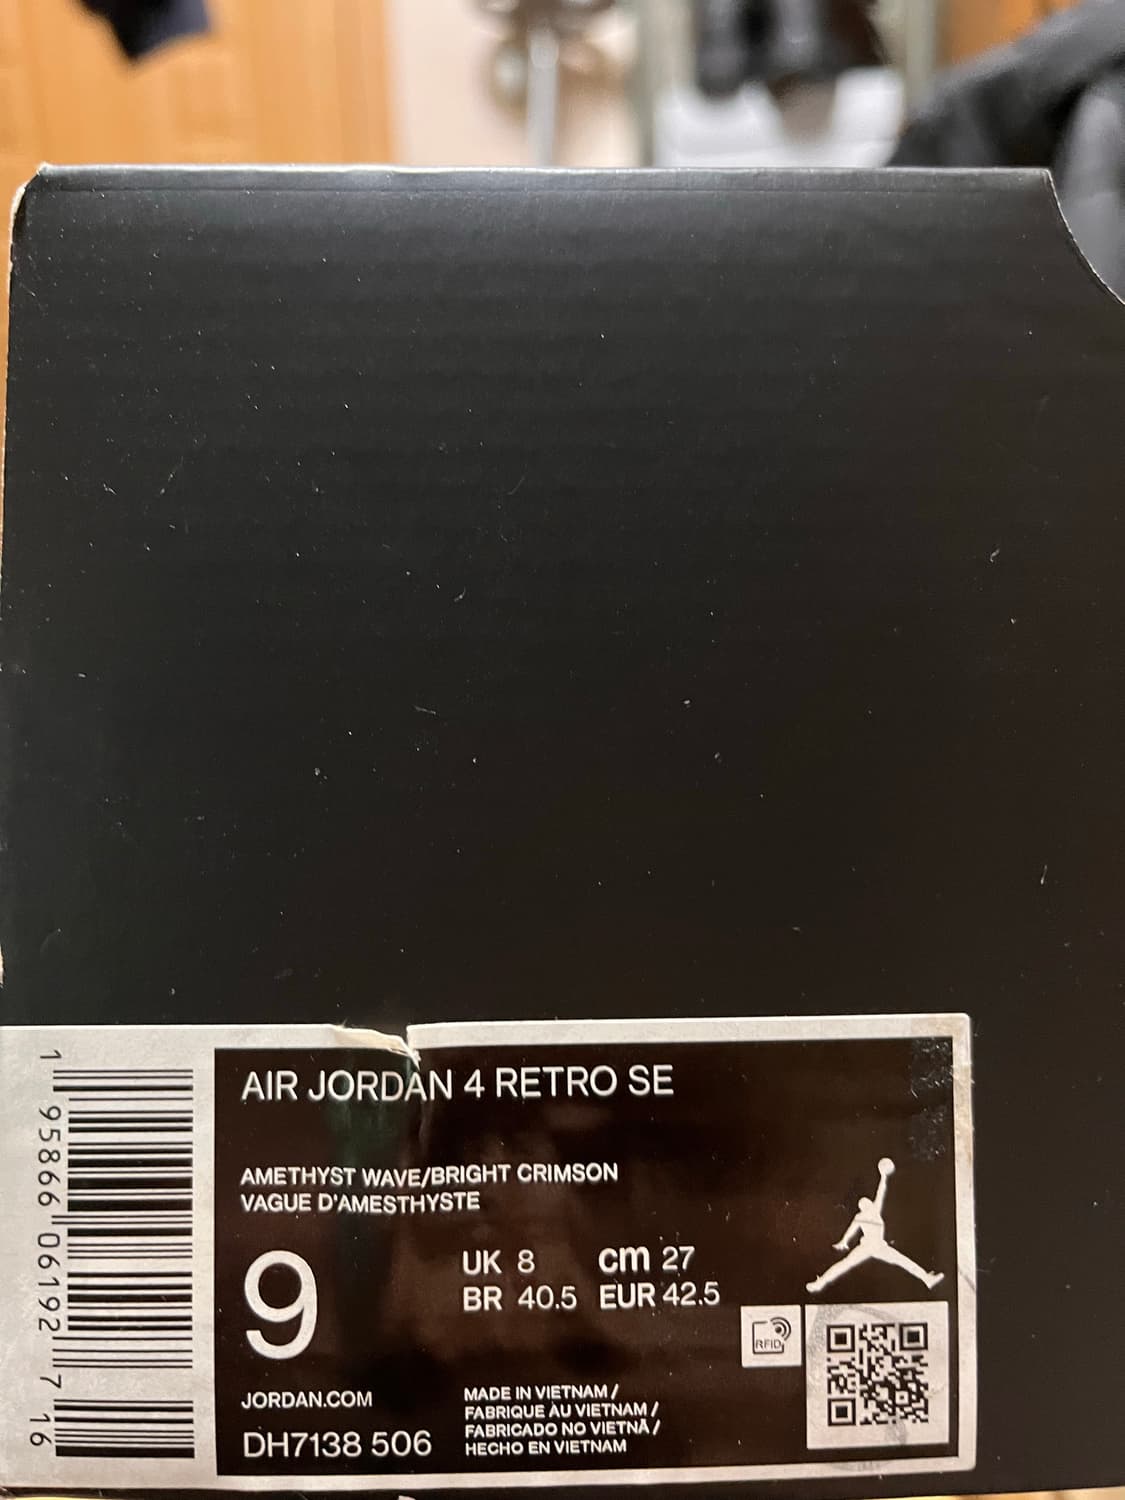 AIR JORDAN 4 RETRO SE
AMETHYST WAVE/BRIGHT CRIMSON
VAGUE D'AMESTHYSTE
9
UK 8 cm 27
BR 40.5 EUR 42.5
RFID
JORDAN.COM
DH7138 506
MADE IN VIETNAM /
FABRIQUE AU VIETNAM /
FABRICADO NO VIETNÃ /
HECHO EN VIETNAM
1 95866 06192 7 16